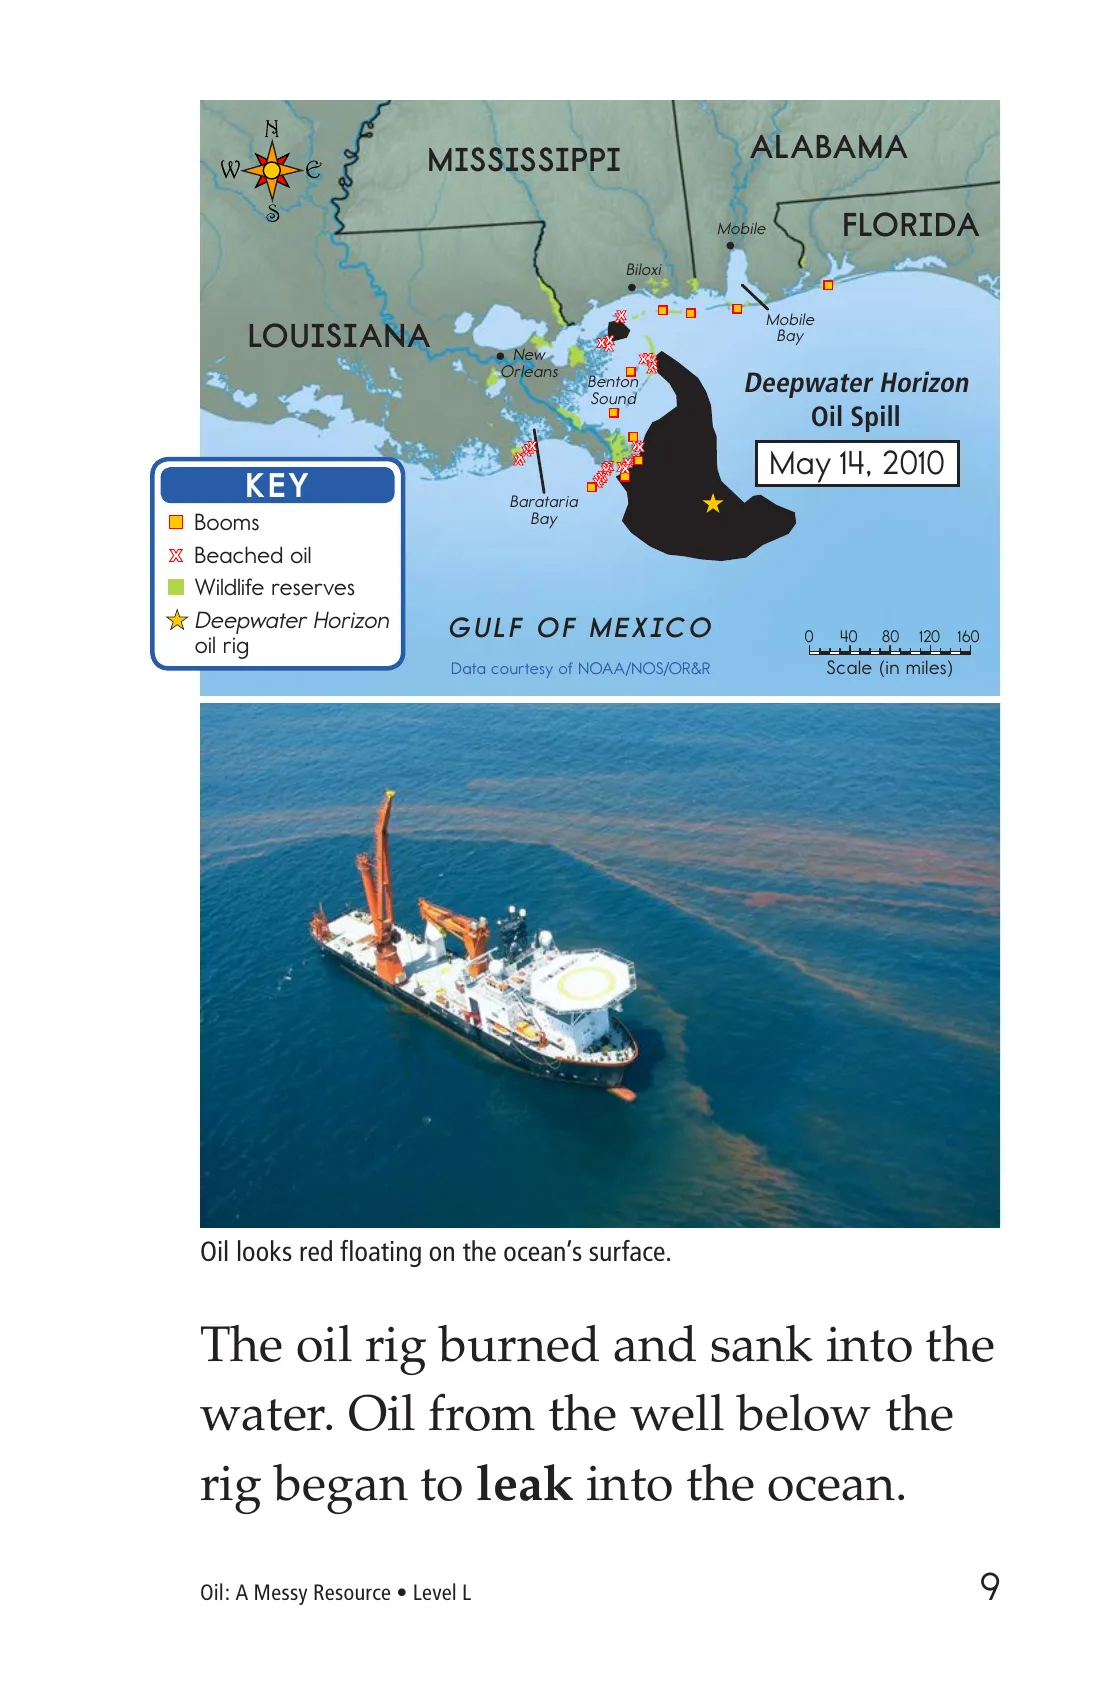 N
W E
S
MISSISSIPPI
ALABAMA
FLORIDA
Mobile
Biloxi
Mobile
Bay
LOUISIANA
New
Orleans
Benton
Sound
Deepwater Horizon
Oil Spill
May 14, 2010
Barataria
Bay
KEY
Booms
Beached oil
Wildlife reserves
Deepwater Horizon
oil rig
GULF OF MEXICO
Data courtesy of NOAA/NOS/OR&R
0 40 80 120 160
Scale (in miles)
Oil looks red floating on the ocean’s surface.
The oil rig burned and sank into the
water. Oil from the well below the
rig began to leak into the ocean.
Oil: A Messy Resource • Level L
9